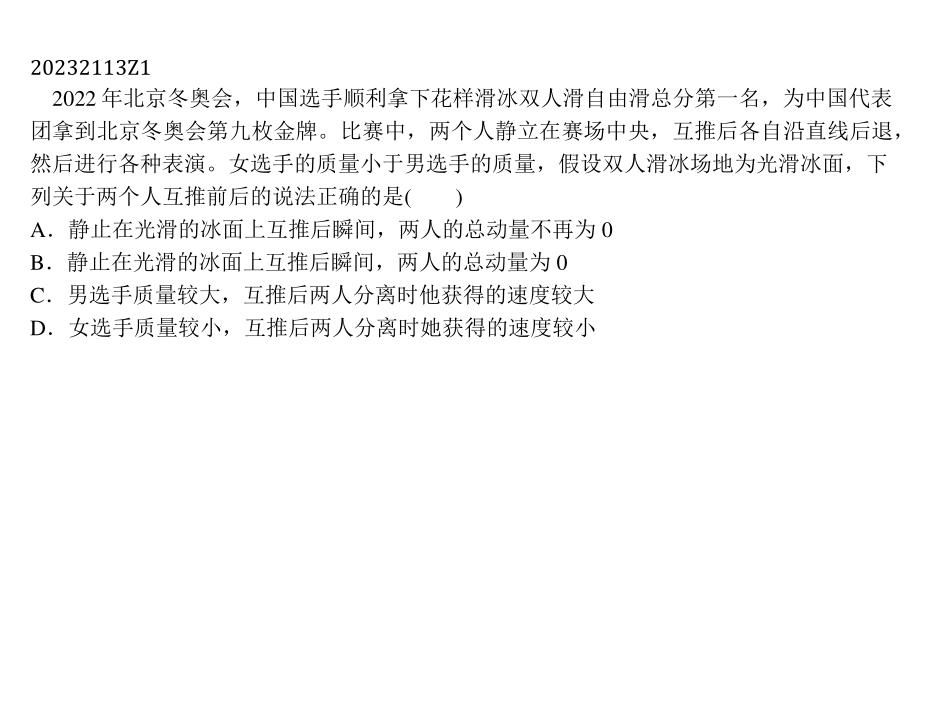 20232113Z1
2022 年北京冬奥会，中国选手顺利拿下花样滑冰双人滑自由滑总分第一名，为中国代表
团拿到北京冬奥会第九枚金牌。比赛中，两个人静立在赛场中央，互推后各自沿直线后退，
然后进行各种表演。女选手的质量小于男选手的质量，假设双人滑冰场地为光滑冰面，下
列关于两个人互推前后的说法正确的是(　　)
A．静止在光滑的冰面上互推后瞬间，两人的总动量不再为 0
B．静止在光滑的冰面上互推后瞬间，两人的总动量为 0
C．男选手质量较大，互推后两人分离时他获得的速度较大
D．女选手质量较小，互推后两人分离时她获得的速度较小